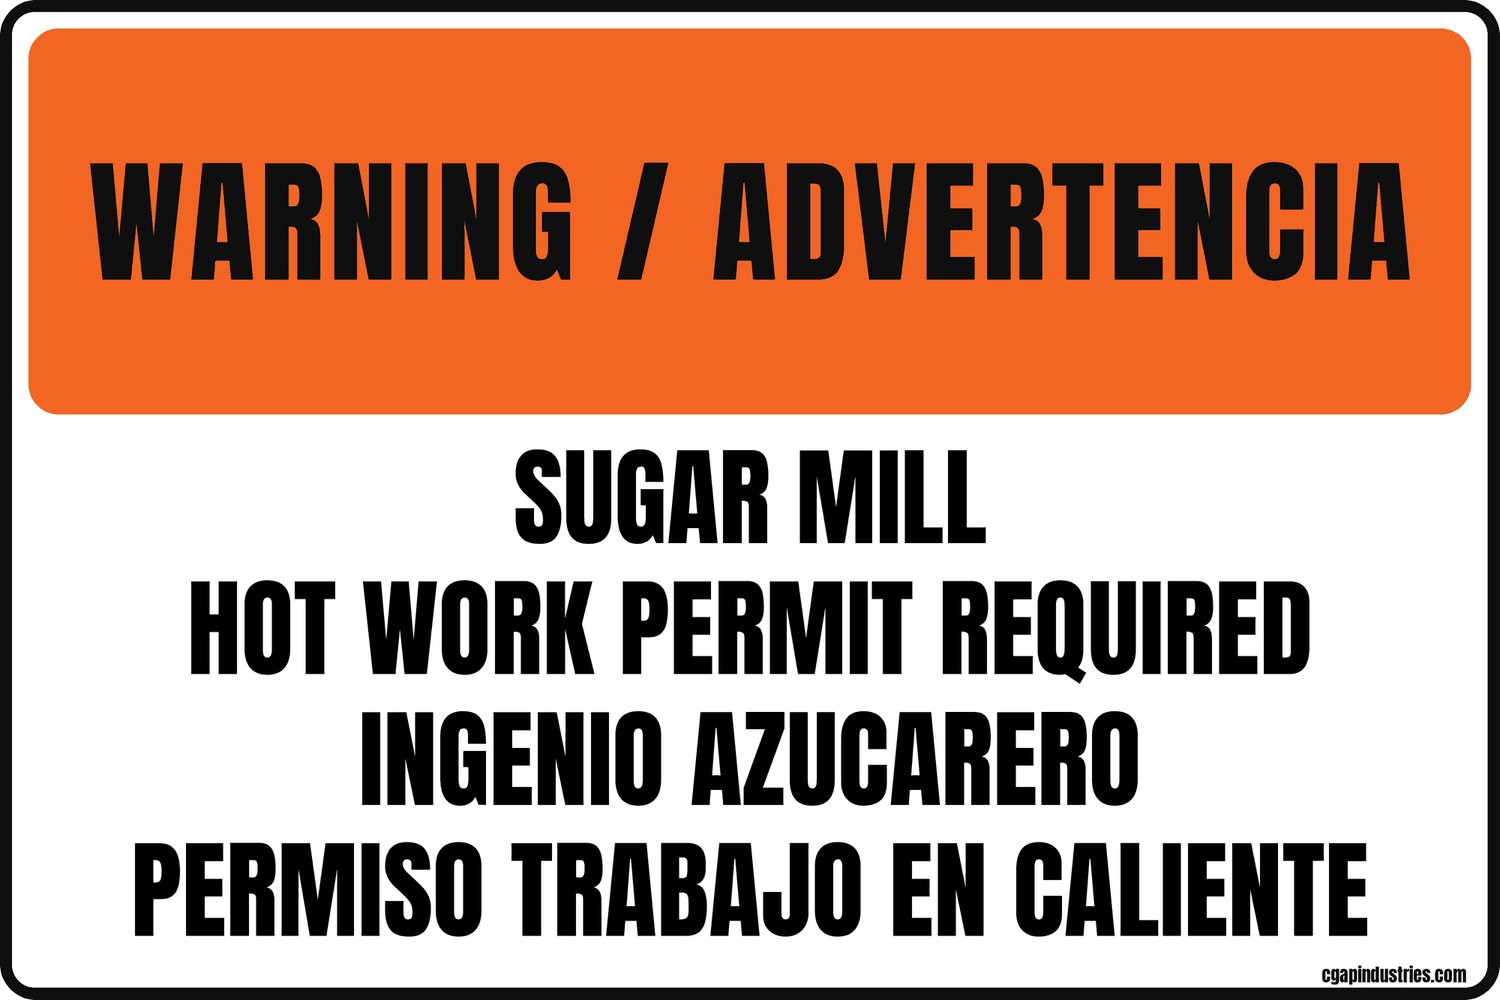 WARNING / ADVERTENCIA
SUGAR MILL
HOT WORK PERMIT REQUIRED
INGENIO AZUCARERO
PERMISO TRABAJO EN CALIENTE
cgapindustries.com